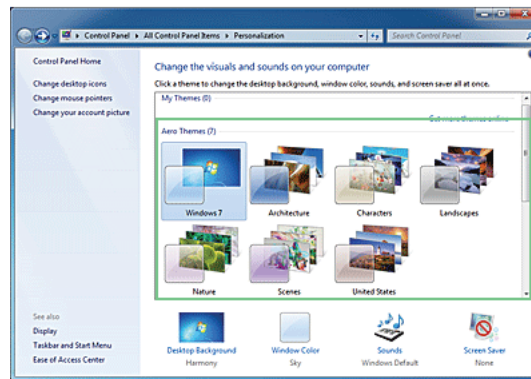 Control Panel ▸ All Control Panel Items ▸ Personalization
Search Control Panel
Control Panel Home
Change desktop icons
Change mouse pointers
Change your account picture
Change the visuals and sounds on your computer
Click a theme to change the desktop background, window color, sounds, and screen saver all at once.
My Themes (0)
Get more themes online
Aero Themes (7)
Windows 7
Architecture
Characters
Landscapes
Nature
Scenes
United States
See also
Display
Taskbar and Start Menu
Ease of Access Center
Desktop Background
Harmony
Window Color
Sky
Sounds
Windows Default
Screen Saver
None